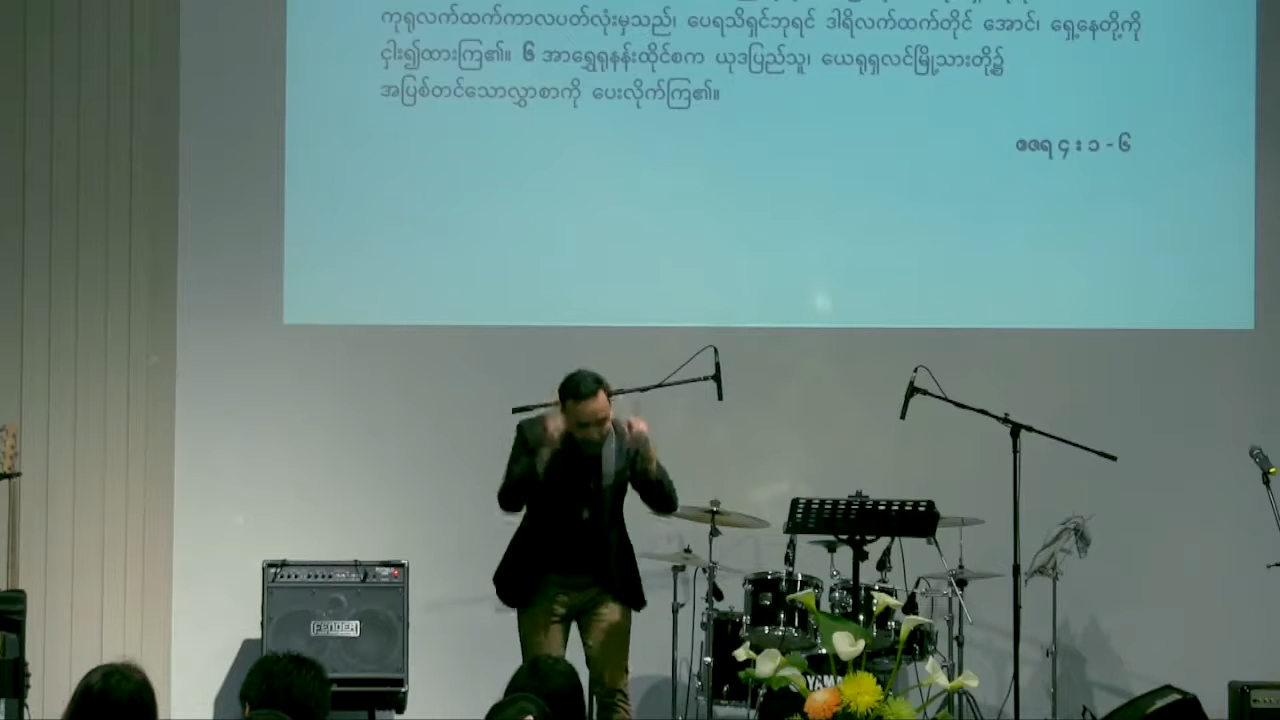 ကုရုလက်ထက်ကာလပတ်လုံးမှသည်၊ ပေရသိရှင်ဘုရင် ဒါရိလက်ထက်တိုင် အောင်၊ ရှေ့နေတို့ကို
ငှါး၍ထားကြ၏။ ၆ အာရွှေရုနန်းထိုင်စက ယုဒပြည်သူ၊ ယေရုရှလင်မြို့သားတို့၌
အပြစ်တင်သောလွှာစာကို ပေးလိုက်ကြ၏။
ဧဇရ ၄ : ၁ - ၆
FENDER